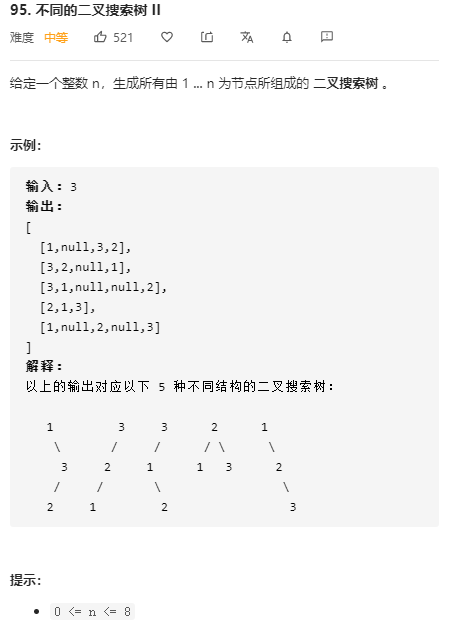 95. 不同的二叉搜索树 II
难度 中等 521
给定一个整数 n，生成所有由 1 ... n 为节点所组成的 二叉搜索树 。
示例：
输入：3
输出：
[
  [1,null,3,2],
  [3,2,null,1],
  [3,1,null,null,2],
  [2,1,3],
  [1,null,2,null,3]
]
解释：
以上的输出对应以下 5 种不同结构的二叉搜索树：
   1         3     3      2      1
    \       /     /      / \      \
     3     2     1      1   3      2
    /     /       \                 \
   2     1         2                 3
提示：
• 0 <= n <= 8